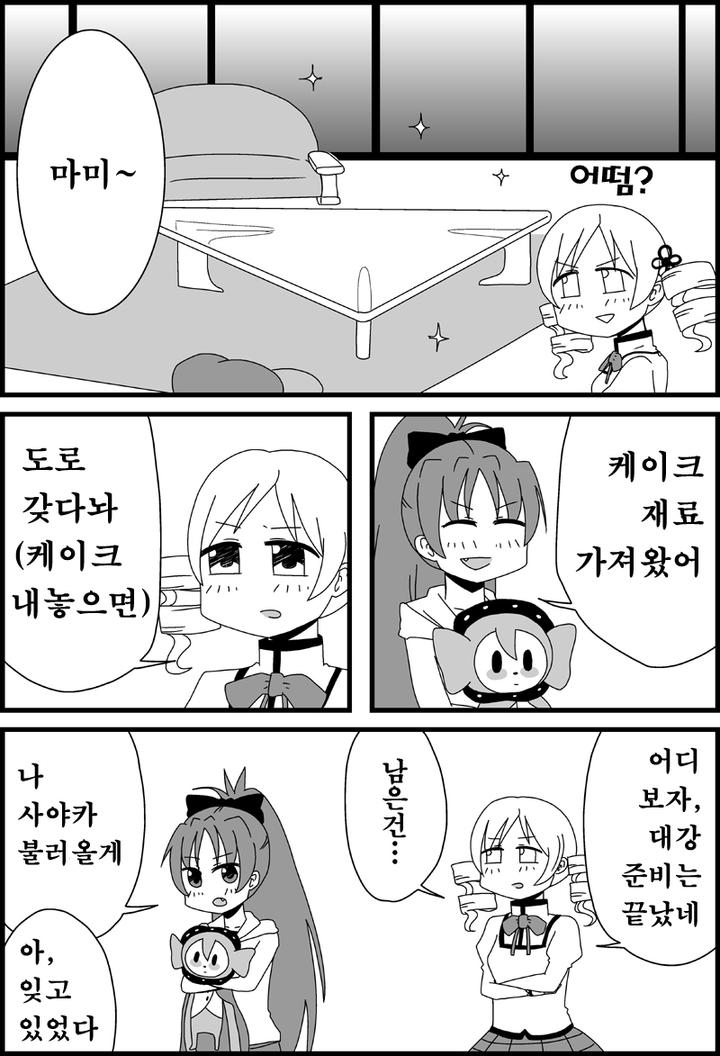 어떰?
마미~
케이크
재료
가져왔어
도로
갖다놔
(케이크
내놓으면)
어디
보자,
대강
준비는
끝났네
남은건…
나
사야카
불러올게
아,
잊고
있었다